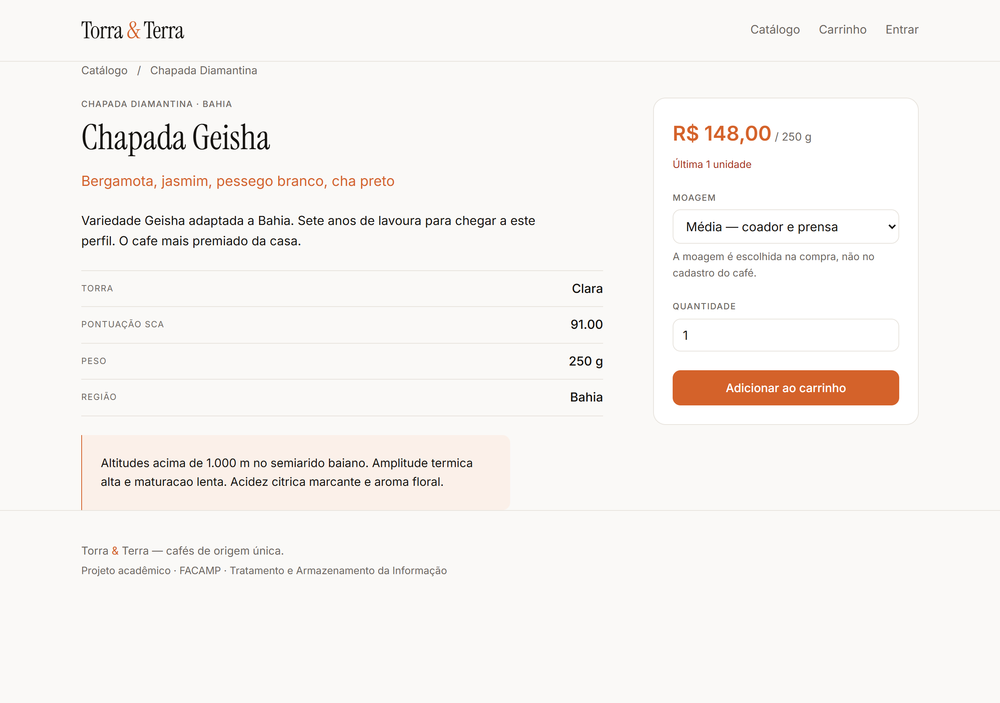 Torra & Terra
Catálogo Carrinho Entrar
Catálogo / Chapada Diamantina
CHAPADA DIAMANTINA · BAHIA
Chapada Geisha
Bergamota, jasmim, pessego branco, cha preto
Variedade Geisha adaptada a Bahia. Sete anos de lavoura para chegar a este
perfil. O cafe mais premiado da casa.
TORRA Clara
PONTUAÇÃO SCA 91.00
PESO 250 g
REGIÃO Bahia
Altitudes acima de 1.000 m no semiarido baiano. Amplitude termica
alta e maturacao lenta. Acidez citrica marcante e aroma floral.
R$ 148,00 / 250 g
Última 1 unidade
MOAGEM
Média — coador e prensa
A moagem é escolhida na compra, não no
cadastro do café.
QUANTIDADE
1
Adicionar ao carrinho
Torra & Terra — cafés de origem única.
Projeto acadêmico · FACAMP · Tratamento e Armazenamento da Informação